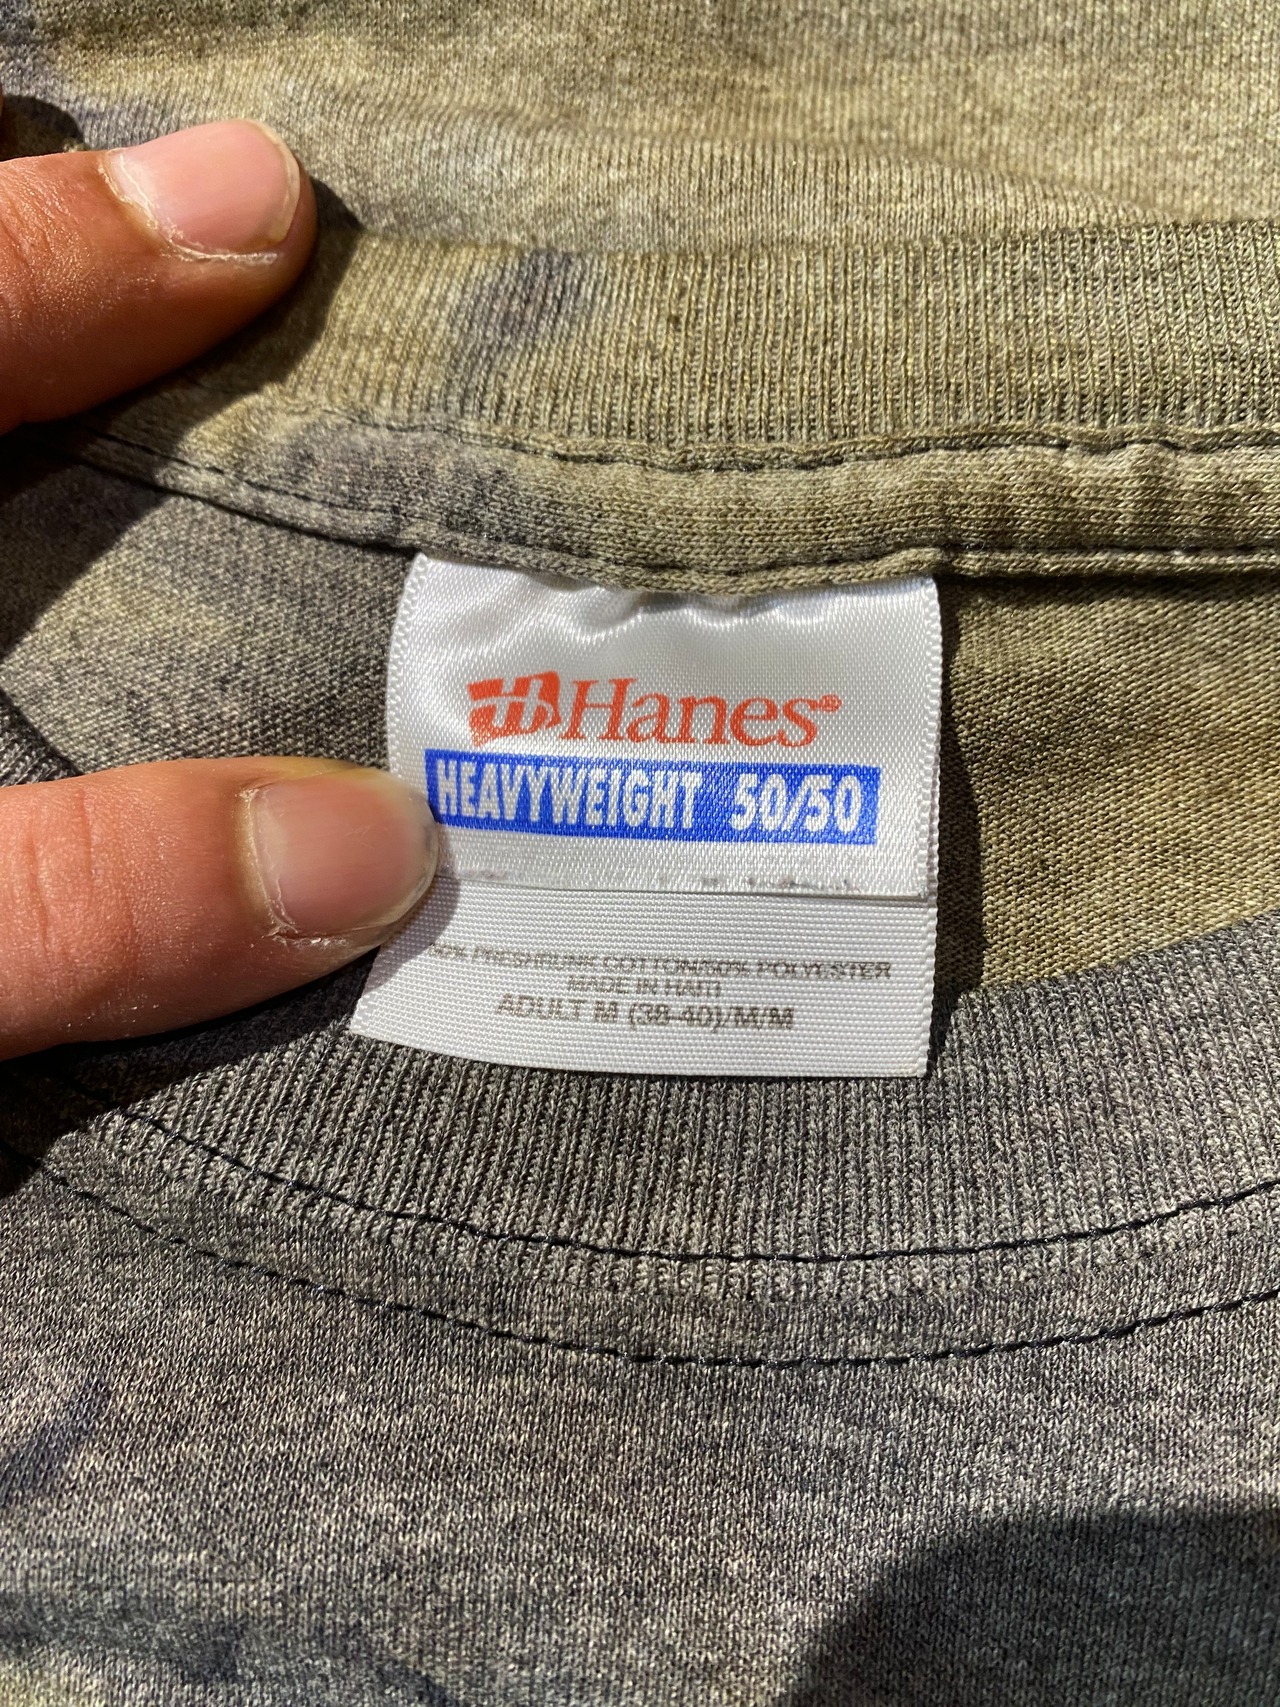 Hanes®
HEAVYWEIGHT 50/50
50% PRESHRUNK COTTON/50% POLYESTER
MADE IN HAITI
ADULT M (38-40)/M/M